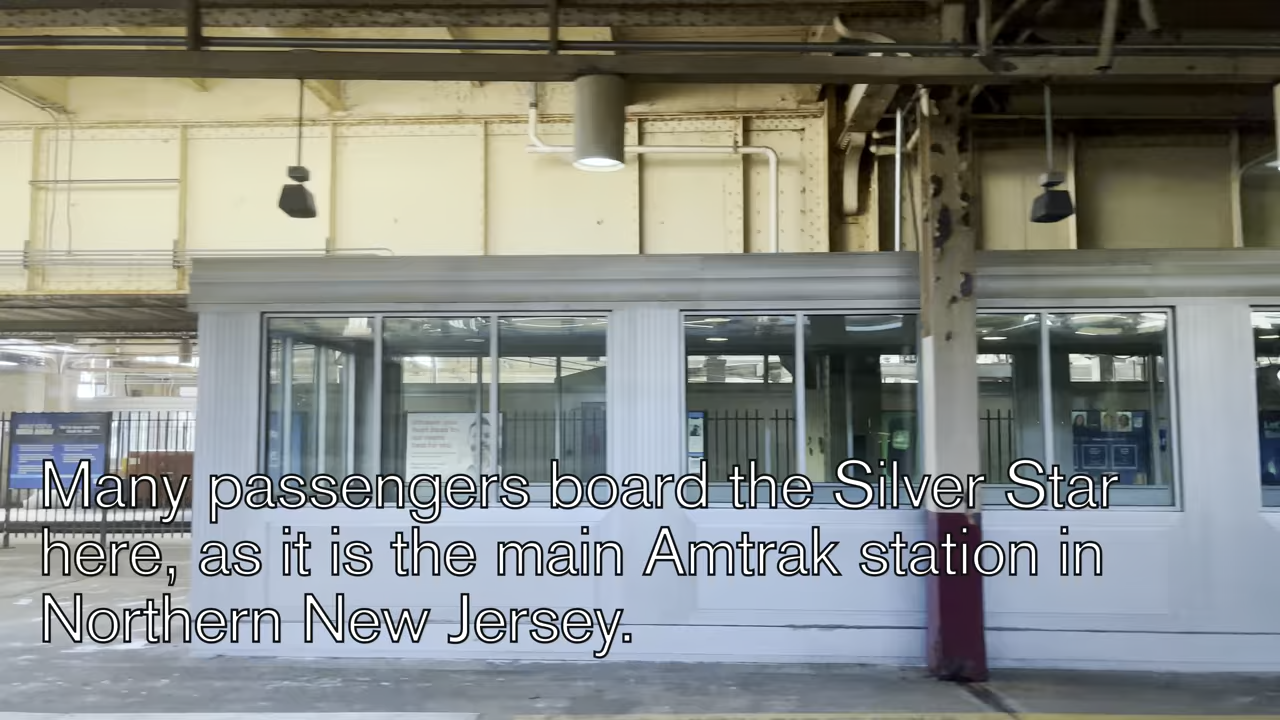 Many passengers board the Silver Star
here, as it is the main Amtrak station in
Northern New Jersey.